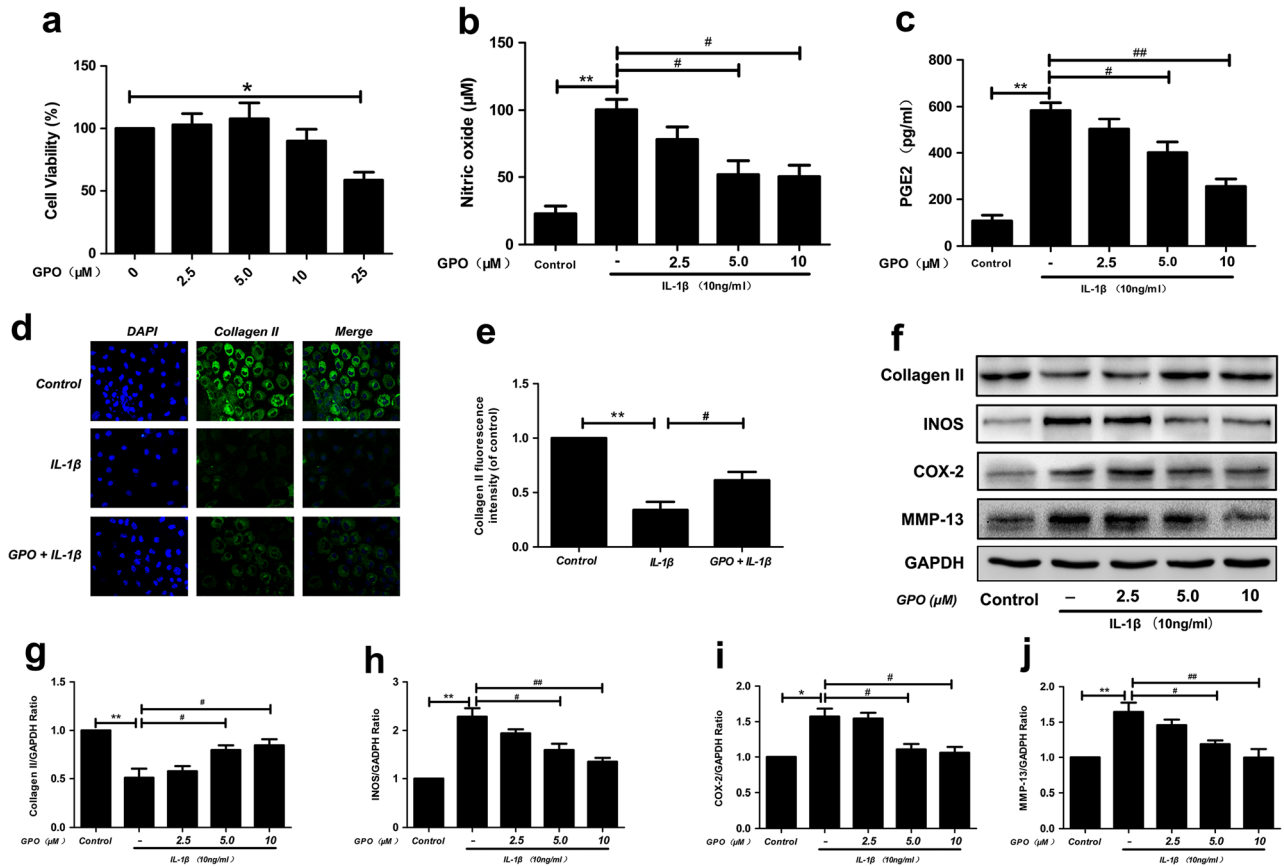 a
Cell Viability (%)
150
100
50
0
*
GPO（μM）
0 2.5 5.0 10 25
b
Nitric oxide (μM)
150
100
50
0
**
#
#
GPO （μM） Control - 2.5 5.0 10
IL-1β （10ng/ml）
c
PGE2 （pg/ml）
800
600
400
200
0
**
#
##
GPO （μM） Control - 2.5 5.0 10
IL-1β （10ng/ml）
d
DAPI Collagen II Merge
Control
IL-1β
GPO + IL-1β
e
Collagen II fluorescence
intensity (of control)
1.5
1.0
0.5
0.0
**
#
Control IL-1β GPO + IL-1β
f
Collagen II
INOS
COX-2
MMP-13
GAPDH
GPO (μM) Control – 2.5 5.0 10
IL-1β （10ng/ml）
g
Collagen II/GAPDH Ratio
1.5
1.0
0.5
0.0
**
#
#
GPO （μM） Control - 2.5 5.0 10
IL-1β （10ng/ml）
h
INOS/GADPH Ratio
3
2
1
0
**
#
##
GPO （μM） Control - 2.5 5.0 10
IL-1β （10ng/ml）
i
COX-2/GAPDH Ratio
2.0
1.5
1.0
0.5
0.0
*
#
#
GPO （μM） Control - 2.5 5.0 10
IL-1β （10ng/ml）
j
MMP-13/GADPH Ratio
2.0
1.5
1.0
0.5
0.0
**
#
##
GPO （μM） Control - 2.5 5.0 10
IL-1β （10ng/ml）